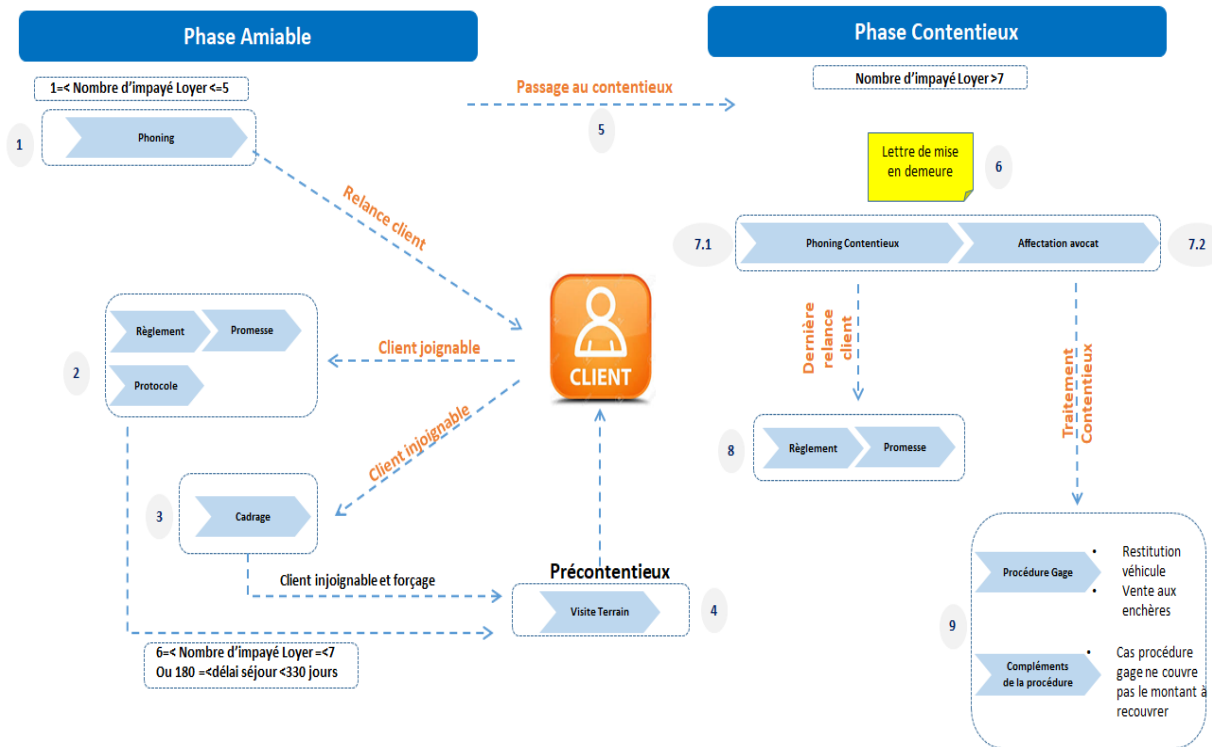 Phase Amiable
Phase Contentieux
1=< Nombre d'impayé Loyer <=5
Passage au contentieux
Nombre d'impayé Loyer >7
1
Phoning
5
Lettre de mise
en demeure
6
Relance client
7.1
Phoning Contentieux
Affectation avocat
7.2
CLIENT
Client joignable
2
Règlement
Promesse
Protocole
Client injoignable
Dernière
relance
client
Traitement
Contentieux
8
Règlement
Promesse
3
Cadrage
Client injoignable et forçage
Précontentieux
Visite Terrain
4
6=< Nombre d'impayé Loyer =<7
Ou 180 =<délai séjour <330 jours
9
Procédure Gage
• Restitution
véhicule
• Vente aux
enchères
Compléments
de la procédure
• Cas procédure
gage ne couvre
pas le montant à
recouvrer